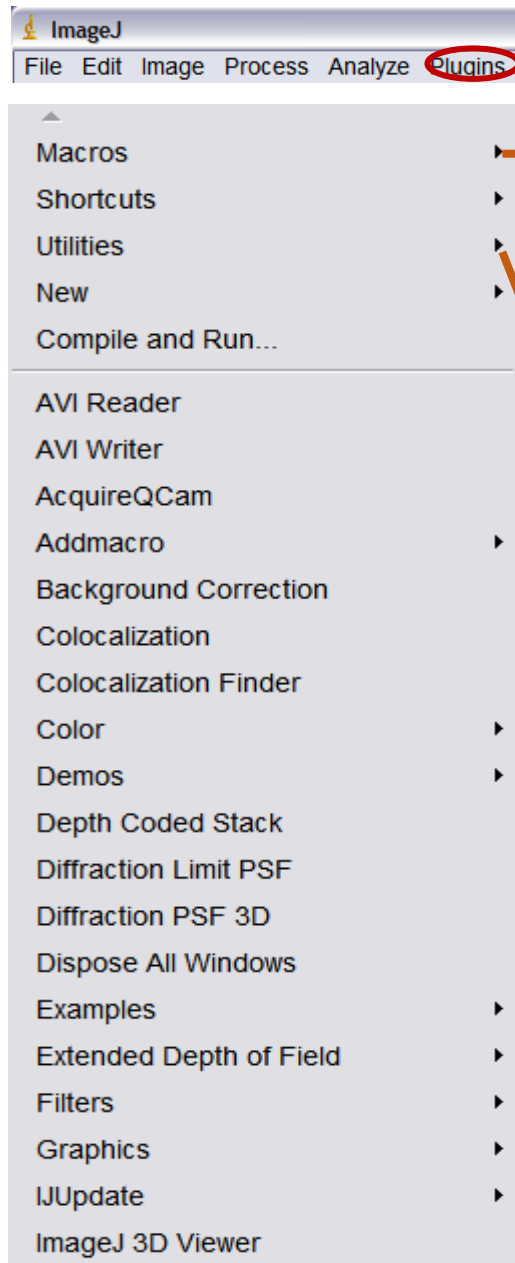 ImageJ
File Edit Image Process Analyze Plugins
Macros
Shortcuts
Utilities
New
Compile and Run...
AVI Reader
AVI Writer
AcquireQCam
Addmacro
Background Correction
Colocalization
Colocalization Finder
Color
Demos
Depth Coded Stack
Diffraction Limit PSF
Diffraction PSF 3D
Dispose All Windows
Examples
Extended Depth of Field
Filters
Graphics
IJUpdate
ImageJ 3D Viewer